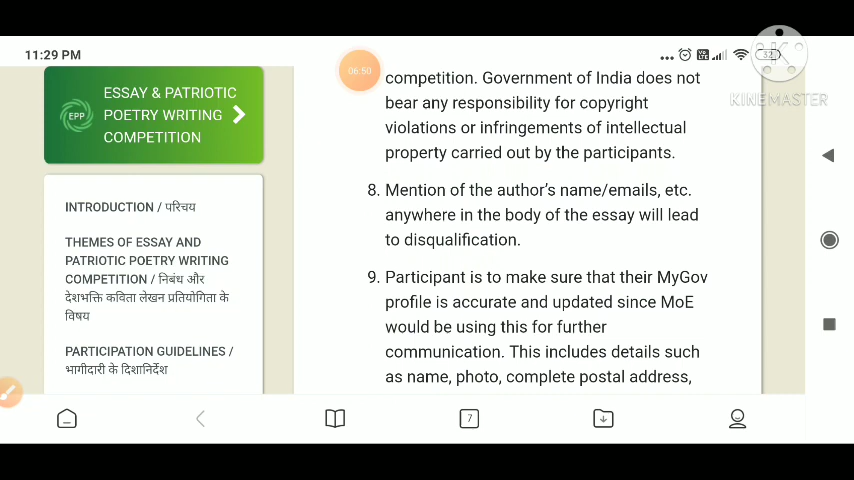 11:29 PM
32
06:50
KINEMASTER
EPP
ESSAY & PATRIOTIC
POETRY WRITING
COMPETITION
INTRODUCTION / परिचय
THEMES OF ESSAY AND
PATRIOTIC POETRY WRITING
COMPETITION / निबंध और
देशभक्ति कविता लेखन प्रतियोगिता के
विषय
PARTICIPATION GUIDELINES /
भागीदारी के दिशानिर्देश
competition. Government of India does not
bear any responsibility for copyright
violations or infringements of intellectual
property carried out by the participants.
8. Mention of the author's name/emails, etc.
anywhere in the body of the essay will lead
to disqualification.
9. Participant is to make sure that their MyGov
profile is accurate and updated since MoE
would be using this for further
communication. This includes details such
as name, photo, complete postal address,
7